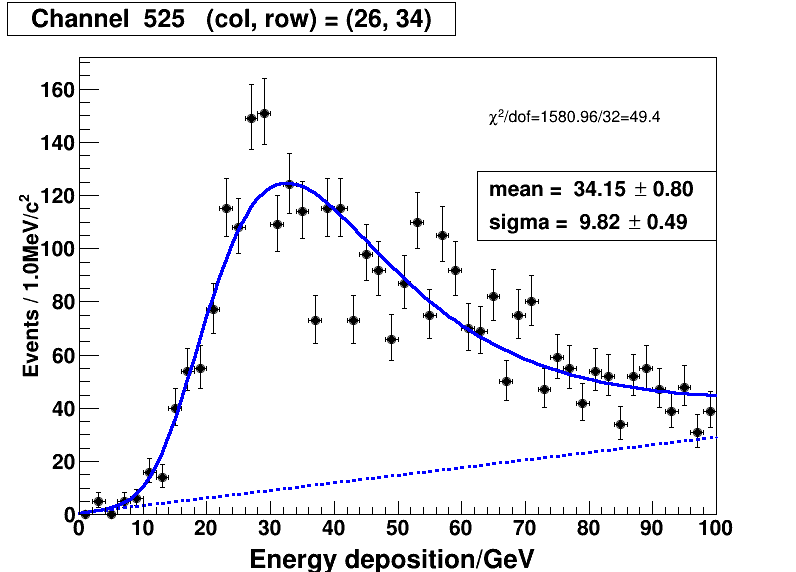 Channel 525 (col, row) = (26, 34)
χ²/dof=1580.96/32=49.4
mean = 34.15 ± 0.80
sigma = 9.82 ± 0.49
Events / 1.0MeV/c²
160
140
120
100
80
60
40
20
0
0 10 20 30 40 50 60 70 80 90 100
Energy deposition/GeV